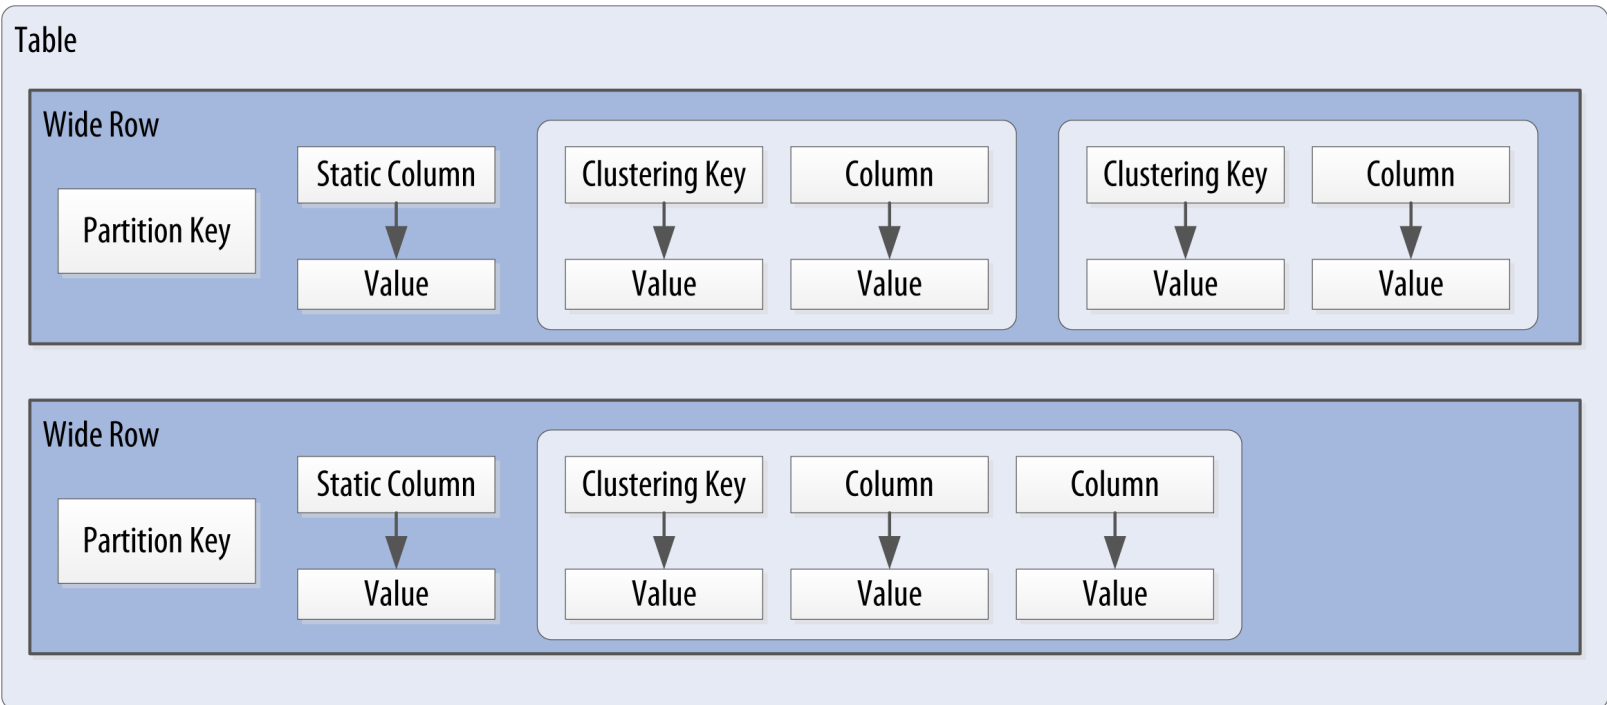 Table
Wide Row
Partition Key
Static Column
Value
Clustering Key
Value
Column
Value
Clustering Key
Value
Column
Value
Wide Row
Partition Key
Static Column
Value
Clustering Key
Value
Column
Value
Column
Value